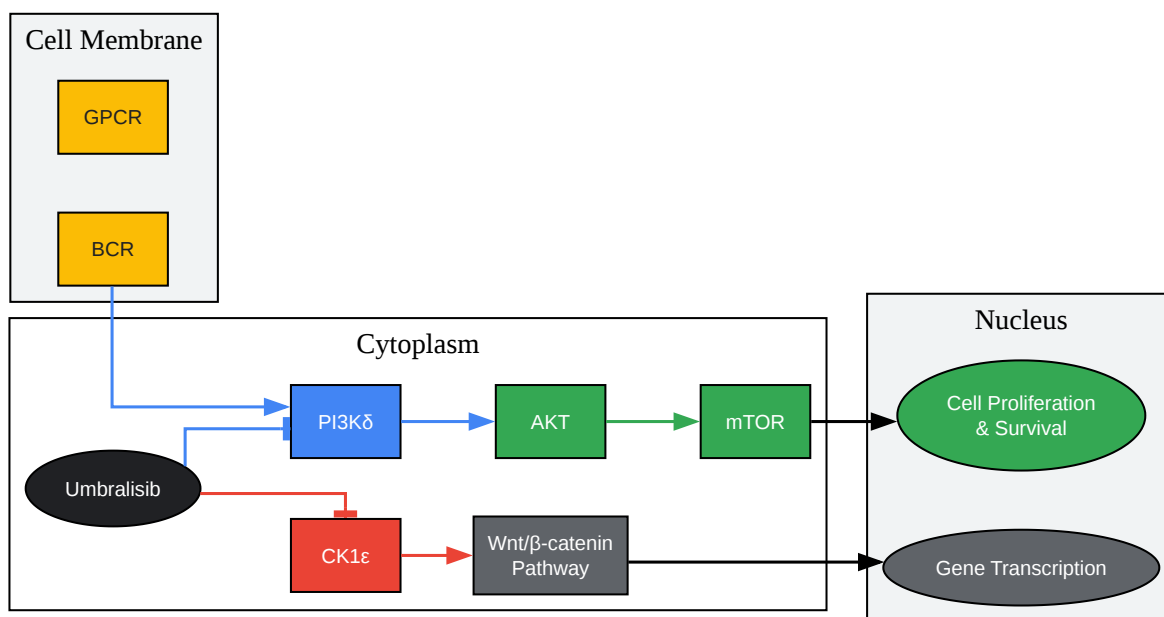 Cell Membrane
GPCR
BCR
Cytoplasm
Nucleus
PI3Kδ
AKT
mTOR
Cell Proliferation
& Survival
Umbralisib
CK1ε
Wnt/β-catenin
Pathway
Gene Transcription